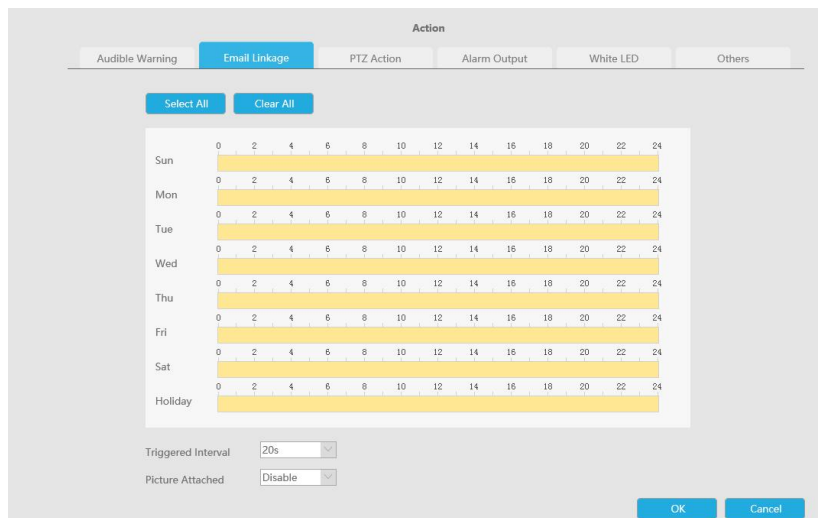 Action
Audible Warning Email Linkage PTZ Action Alarm Output White LED Others
Select All Clear All
0 2 4 6 8 10 12 14 16 18 20 22 24
Sun
0 2 4 6 8 10 12 14 16 18 20 22 24
Mon
0 2 4 6 8 10 12 14 16 18 20 22 24
Tue
0 2 4 6 8 10 12 14 16 18 20 22 24
Wed
0 2 4 6 8 10 12 14 16 18 20 22 24
Thu
0 2 4 6 8 10 12 14 16 18 20 22 24
Fri
0 2 4 6 8 10 12 14 16 18 20 22 24
Sat
0 2 4 6 8 10 12 14 16 18 20 22 24
Holiday
Triggered Interval 20s
Picture Attached Disable
OK Cancel